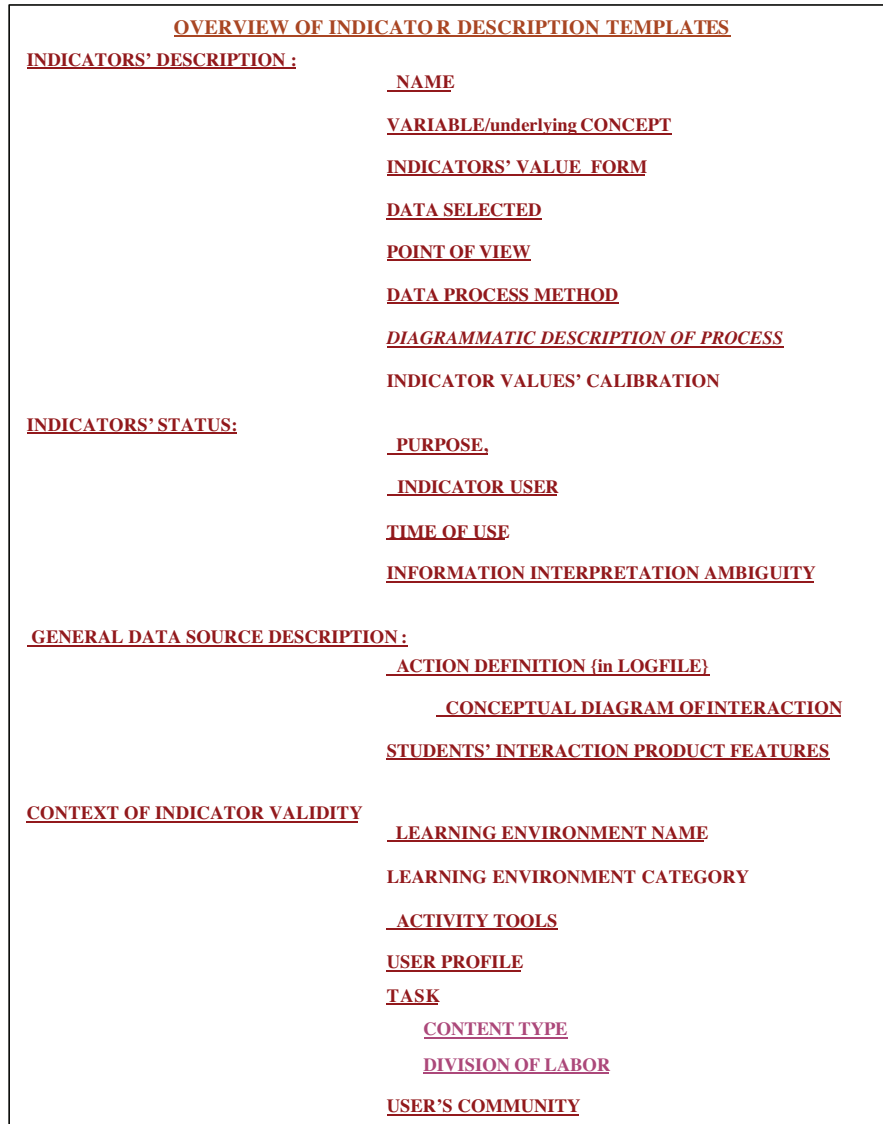 OVERVIEW OF INDICATOR DESCRIPTION TEMPLATES
INDICATORS' DESCRIPTION :
NAME
VARIABLE/underlying CONCEPT
INDICATORS' VALUE FORM
DATA SELECTED
POINT OF VIEW
DATA PROCESS METHOD
DIAGRAMMATIC DESCRIPTION OF PROCESS
INDICATOR VALUES' CALIBRATION
INDICATORS' STATUS:
PURPOSE,
INDICATOR USER
TIME OF USE
INFORMATION INTERPRETATION AMBIGUITY
GENERAL DATA SOURCE DESCRIPTION :
ACTION DEFINITION {in LOGFILE}
CONCEPTUAL DIAGRAM OF INTERACTION
STUDENTS' INTERACTION PRODUCT FEATURES
CONTEXT OF INDICATOR VALIDITY
LEARNING ENVIRONMENT NAME
LEARNING ENVIRONMENT CATEGORY
ACTIVITY TOOLS
USER PROFILE
TASK
CONTENT TYPE
DIVISION OF LABOR
USER'S COMMUNITY